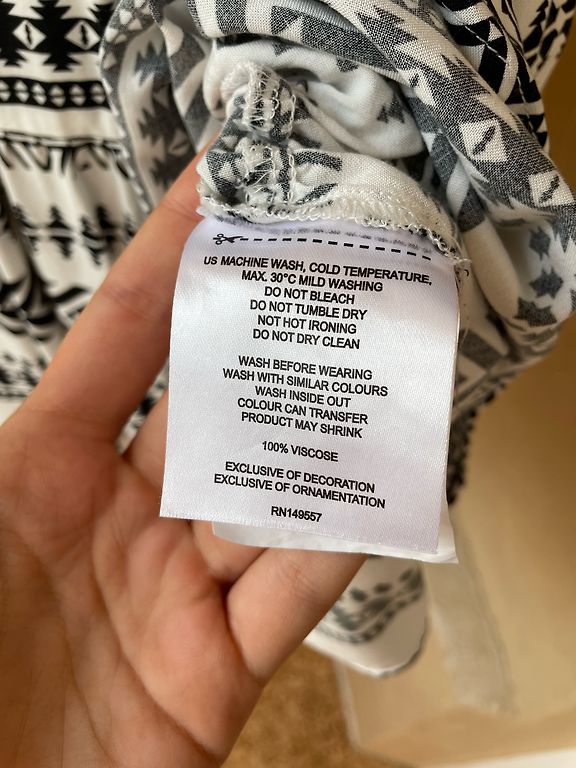 US MACHINE WASH, COLD TEMPERATURE,
MAX. 30°C MILD WASHING
DO NOT BLEACH
DO NOT TUMBLE DRY
NOT HOT IRONING
DO NOT DRY CLEAN
WASH BEFORE WEARING
WASH WITH SIMILAR COLOURS
WASH INSIDE OUT
COLOUR CAN TRANSFER
PRODUCT MAY SHRINK
100% VISCOSE
EXCLUSIVE OF DECORATION
EXCLUSIVE OF ORNAMENTATION
RN149557